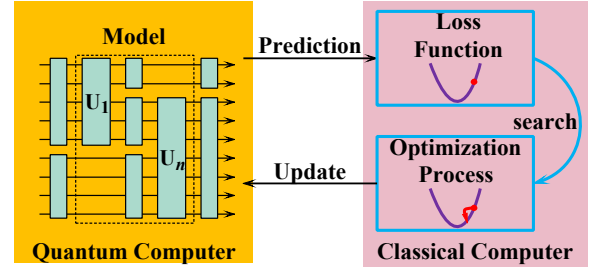 Model
U1
Un
Quantum Computer
Prediction
Update
Loss
Function
search
Optimization
Process
Classical Computer